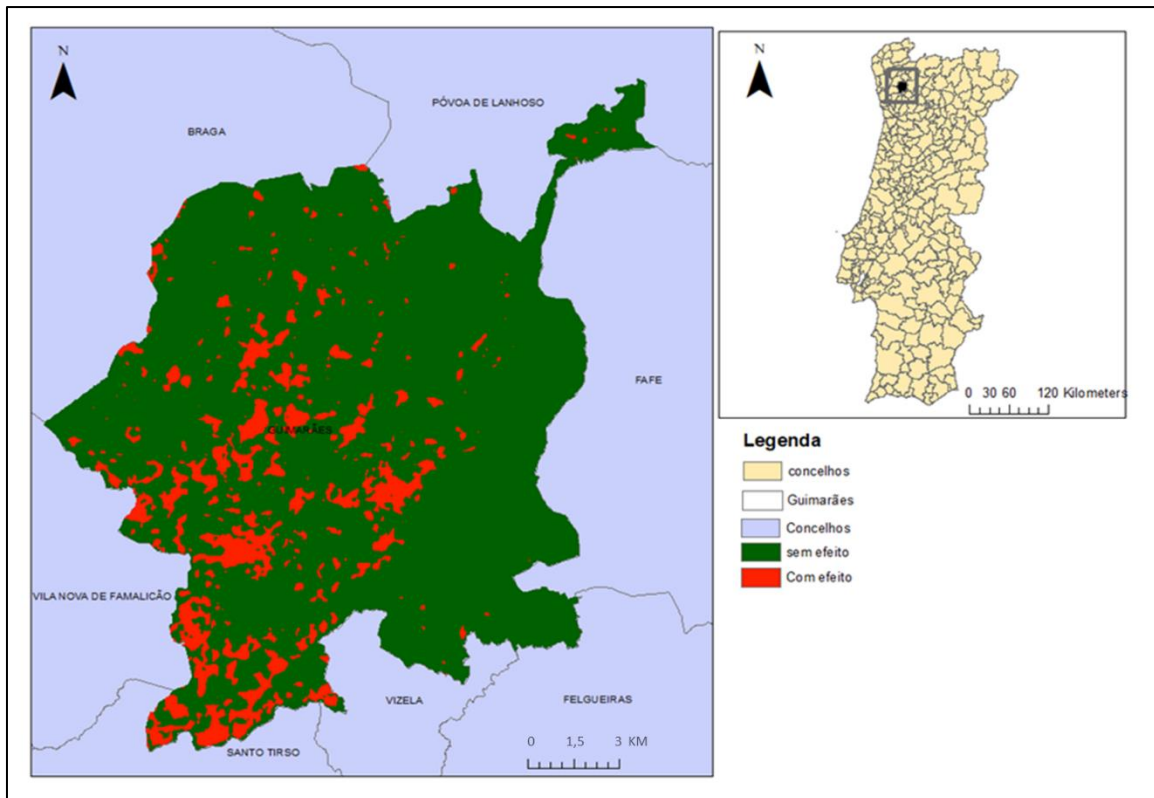 N
BRAGA
PÓVOA DE LANHOSO
FAFE
GUIMARÃES
VILA NOVA DE FAMALICÃO
VIZELA
FELGUEIRAS
SANTO TIRSO
0 1,5 3 KM
N
0 30 60 120 Kilometers
Legenda
concelhos
Guimarães
Concelhos
sem efeito
Com efeito